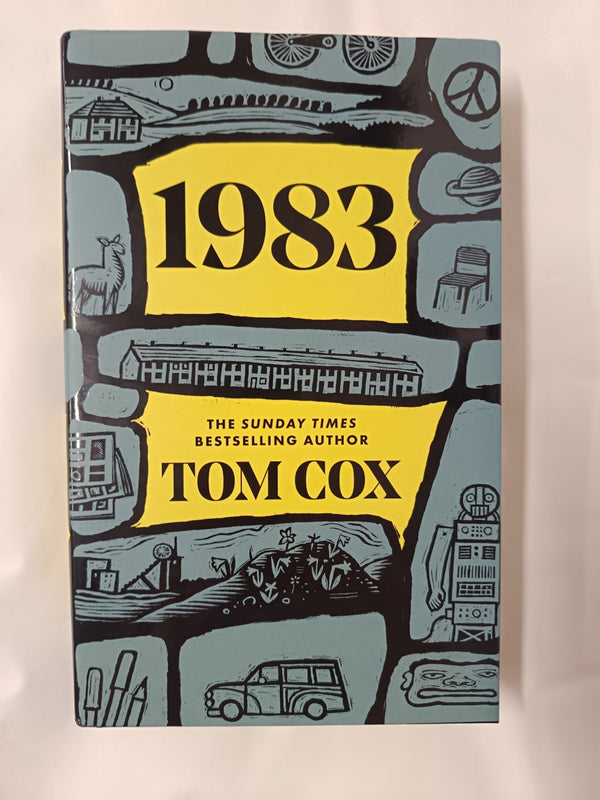 1983
THE SUNDAY TIMES
BESTSELLING AUTHOR
TOM COX